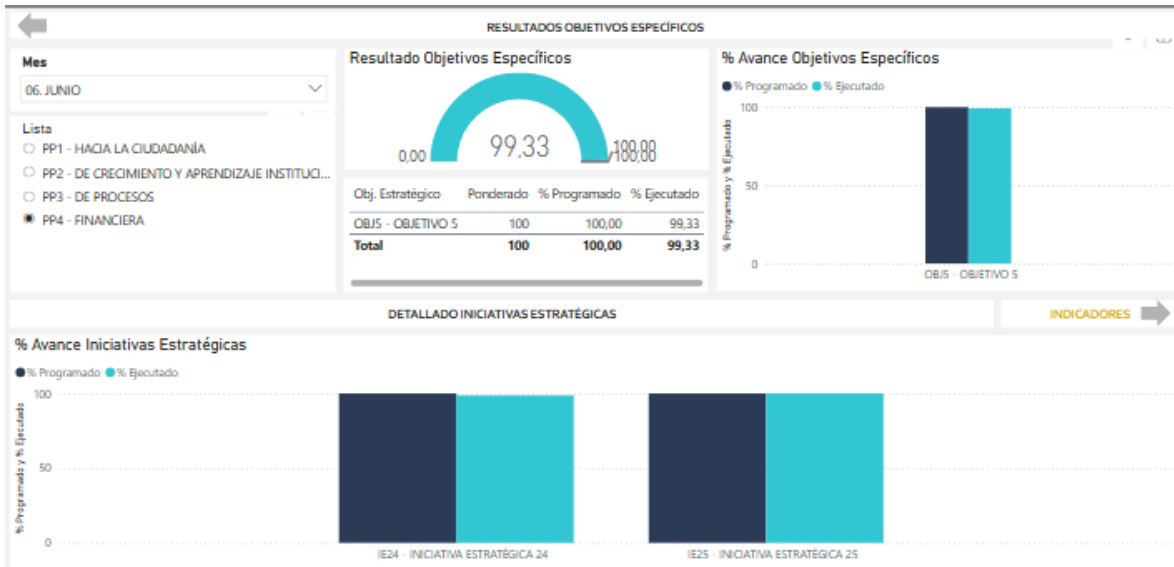 RESULTADOS OBJETIVOS ESPECÍFICOS
Mes
06. JUNIO
Lista
PP1 - HACIA LA CIUDADANÍA
PP2 - DE CRECIMIENTO Y APRENDIZAJE INSTITUCI...
PP3 - DE PROCESOS
PP4 - FINANCIERA
Resultado Objetivos Específicos
0,00
99,33
100,00
Obj. Estratégico Ponderado % Programado % Ejecutado
OBJ5 - OBJETIVO 5 100 100,00 99,33
Total 100 100,00 99,33
% Avance Objetivos Específicos
% Programado % Ejecutado
% Programado y % Ejecutado
100
50
0
OBJ5 - OBJETIVO 5
DETALLADO INICIATIVAS ESTRATÉGICAS
INDICADORES
% Avance Iniciativas Estratégicas
% Programado % Ejecutado
% Programado y % Ejecutado
100
50
0
IE24 - INICIATIVA ESTRATÉGICA 24
IE25 - INICIATIVA ESTRATÉGICA 25